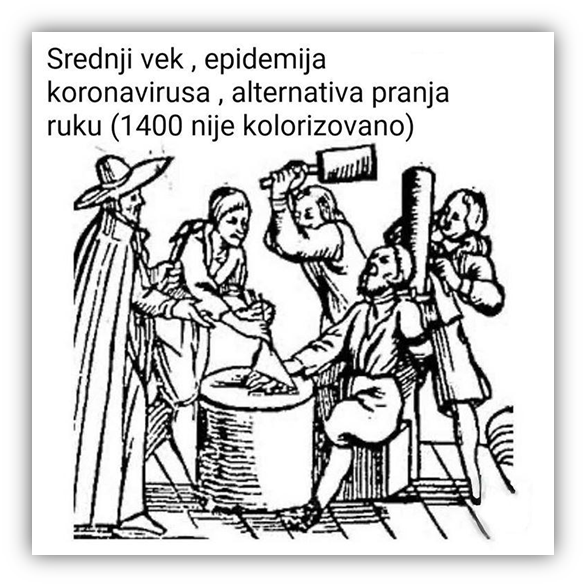 Srednji vek , epidemija
koronavirusa , alternativa pranja
ruku (1400 nije kolorizovano)